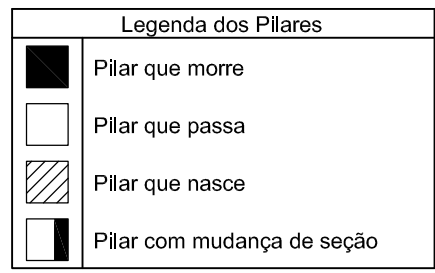 Legenda dos Pilares
Pilar que morre
Pilar que passa
Pilar que nasce
Pilar com mudança de seção